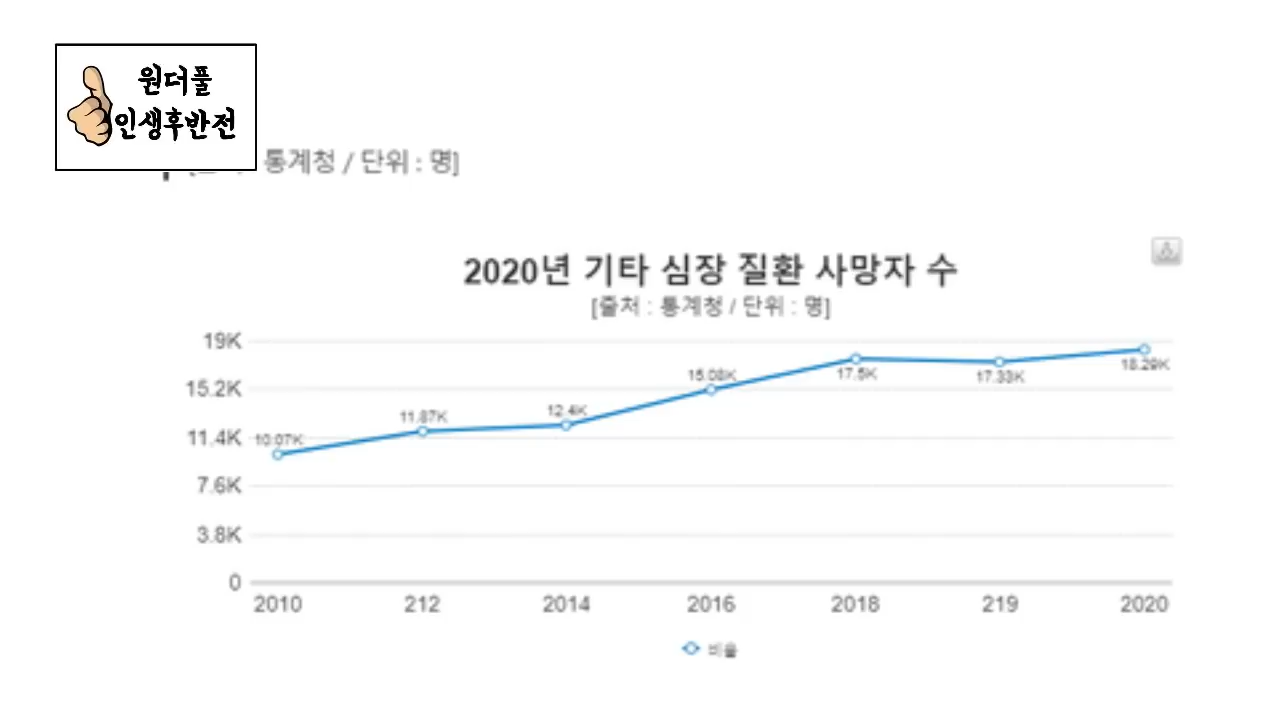 원더풀
인생후반전
통계청 / 단위 : 명]
2020년 기타 심장 질환 사망자 수
[출처 : 통계청 / 단위 : 명]
19K
15.2K
11.4K
7.6K
3.8K
0
10.07K
11.87K
12.4K
15.08K
17.5K
17.33K
18.29K
2010 212 2014 2016 2018 219 2020
비율